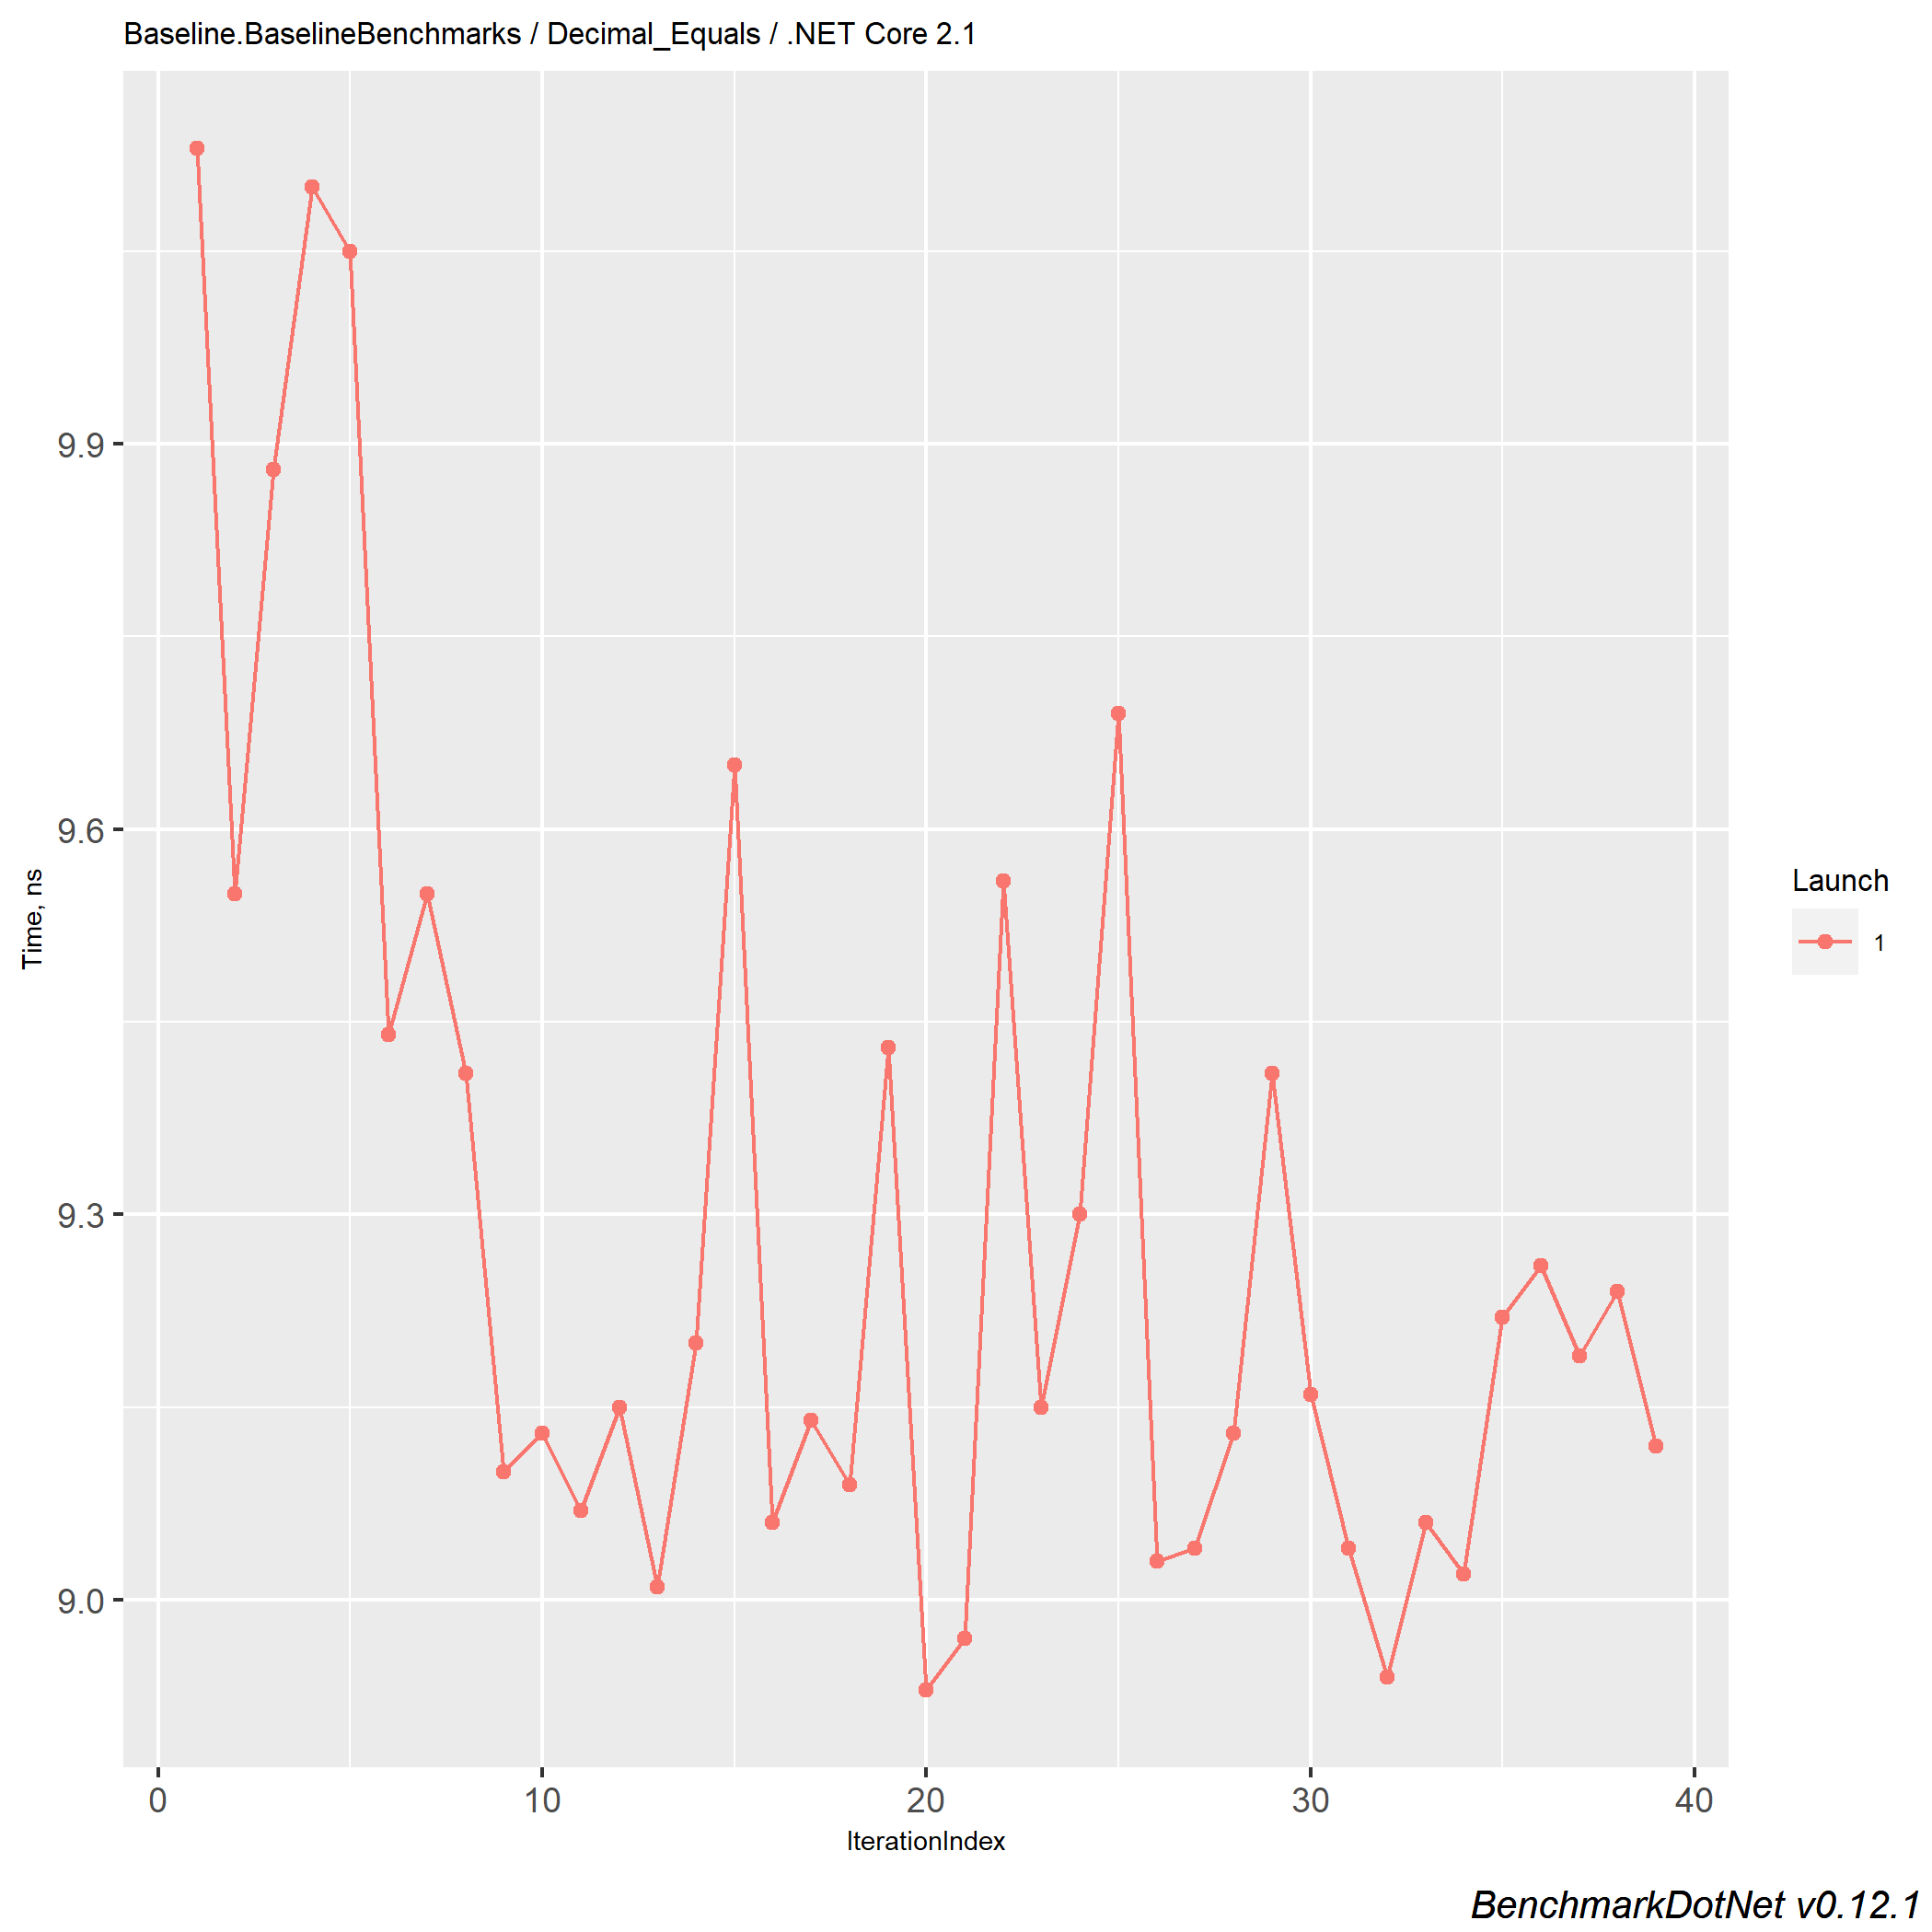 Baseline.BaselineBenchmarks / Decimal_Equals / .NET Core 2.1
9.9
9.6
9.3
9.0
Time, ns
0 10 20 30 40
IterationIndex
Launch
1
BenchmarkDotNet v0.12.1